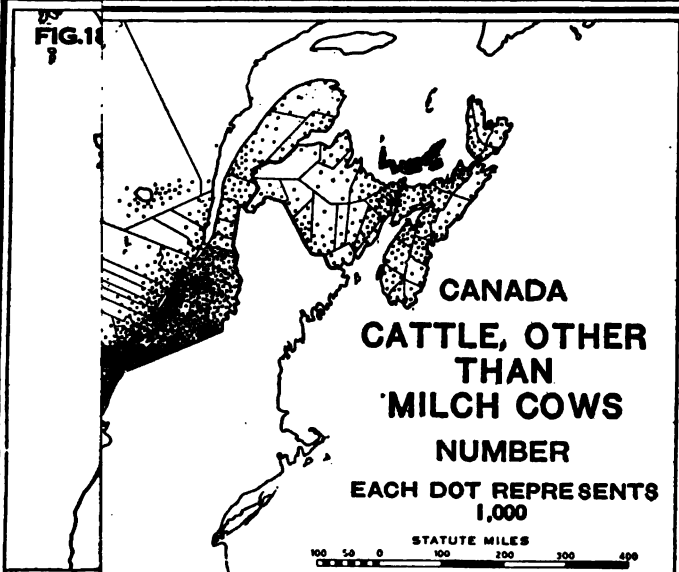 FIG.18
CANADA
CATTLE, OTHER
THAN
MILCH COWS
NUMBER
EACH DOT REPRESENTS
1,000
STATUTE MILES
100 50 0 100 200 300 400